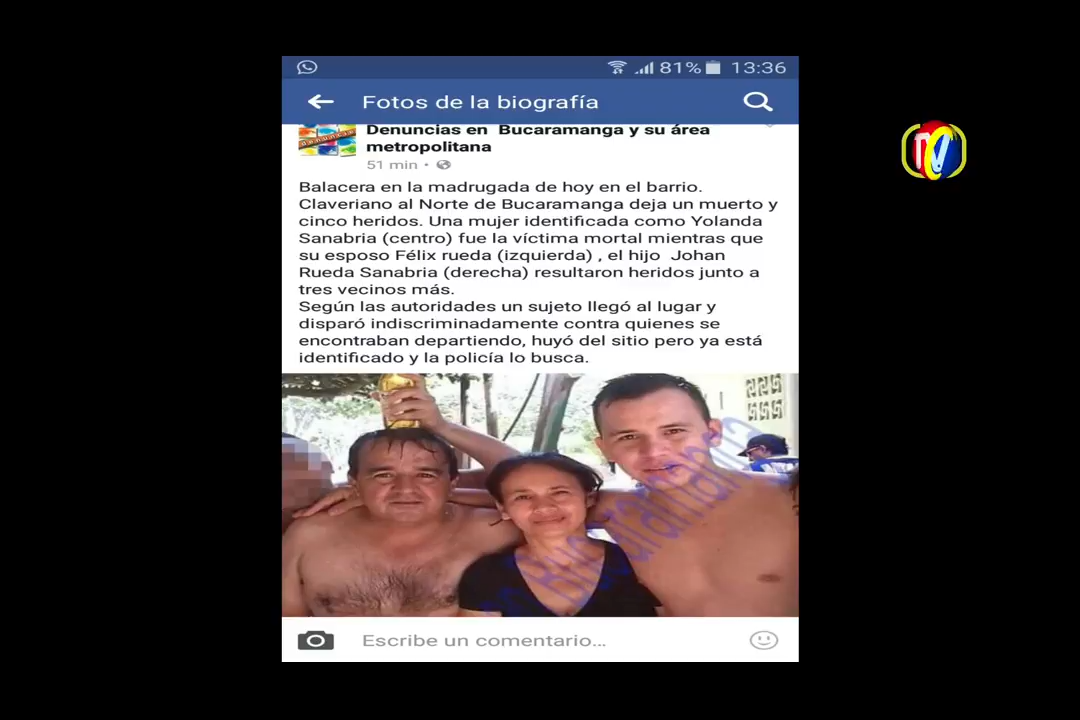 81% 13:36
Fotos de la biografía
Denuncias en Bucaramanga y su área
metropolitana
51 min
Balacera en la madrugada de hoy en el barrio.
Claveriano al Norte de Bucaramanga deja un muerto y
cinco heridos. Una mujer identificada como Yolanda
Sanabria (centro) fue la víctima mortal mientras que
su esposo Félix rueda (izquierda) , el hijo Johan
Rueda Sanabria (derecha) resultaron heridos junto a
tres vecinos más.
Según las autoridades un sujeto llegó al lugar y
disparó indiscriminadamente contra quienes se
encontraban departiendo, huyó del sitio pero ya está
identificado y la policía lo busca.
en Bucaramanga
Escribe un comentario...